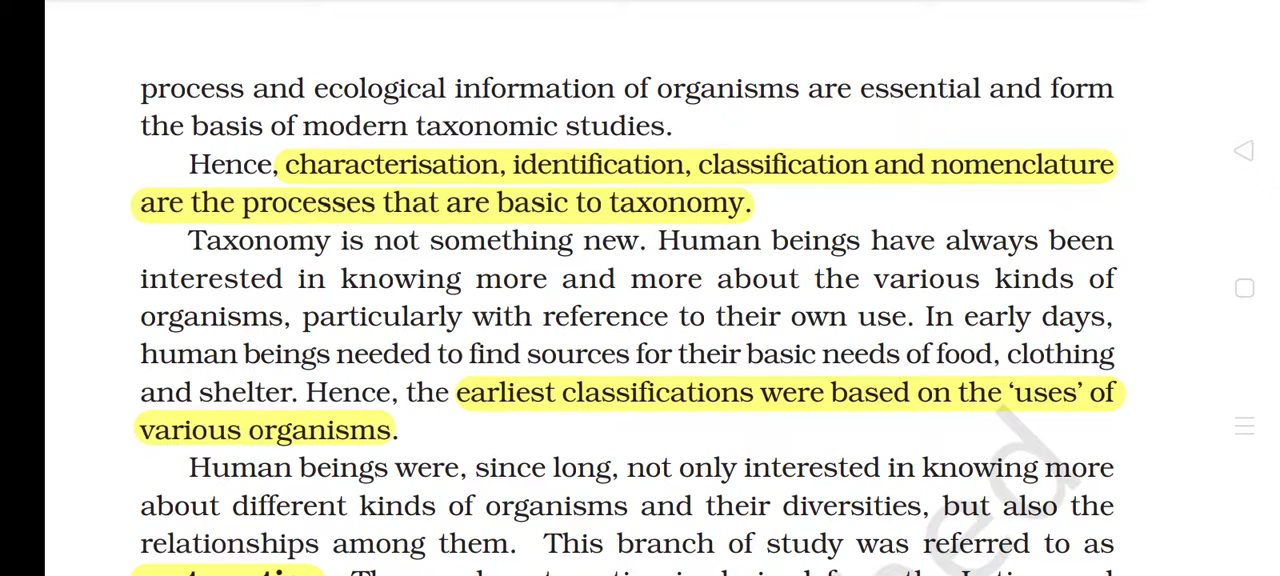 process and ecological information of organisms are essential and form
the basis of modern taxonomic studies.
Hence, characterisation, identification, classification and nomenclature
are the processes that are basic to taxonomy.
Taxonomy is not something new. Human beings have always been
interested in knowing more and more about the various kinds of
organisms, particularly with reference to their own use. In early days,
human beings needed to find sources for their basic needs of food, clothing
and shelter. Hence, the earliest classifications were based on the ‘uses’ of
various organisms.
Human beings were, since long, not only interested in knowing more
about different kinds of organisms and their diversities, but also the
relationships among them. This branch of study was referred to as